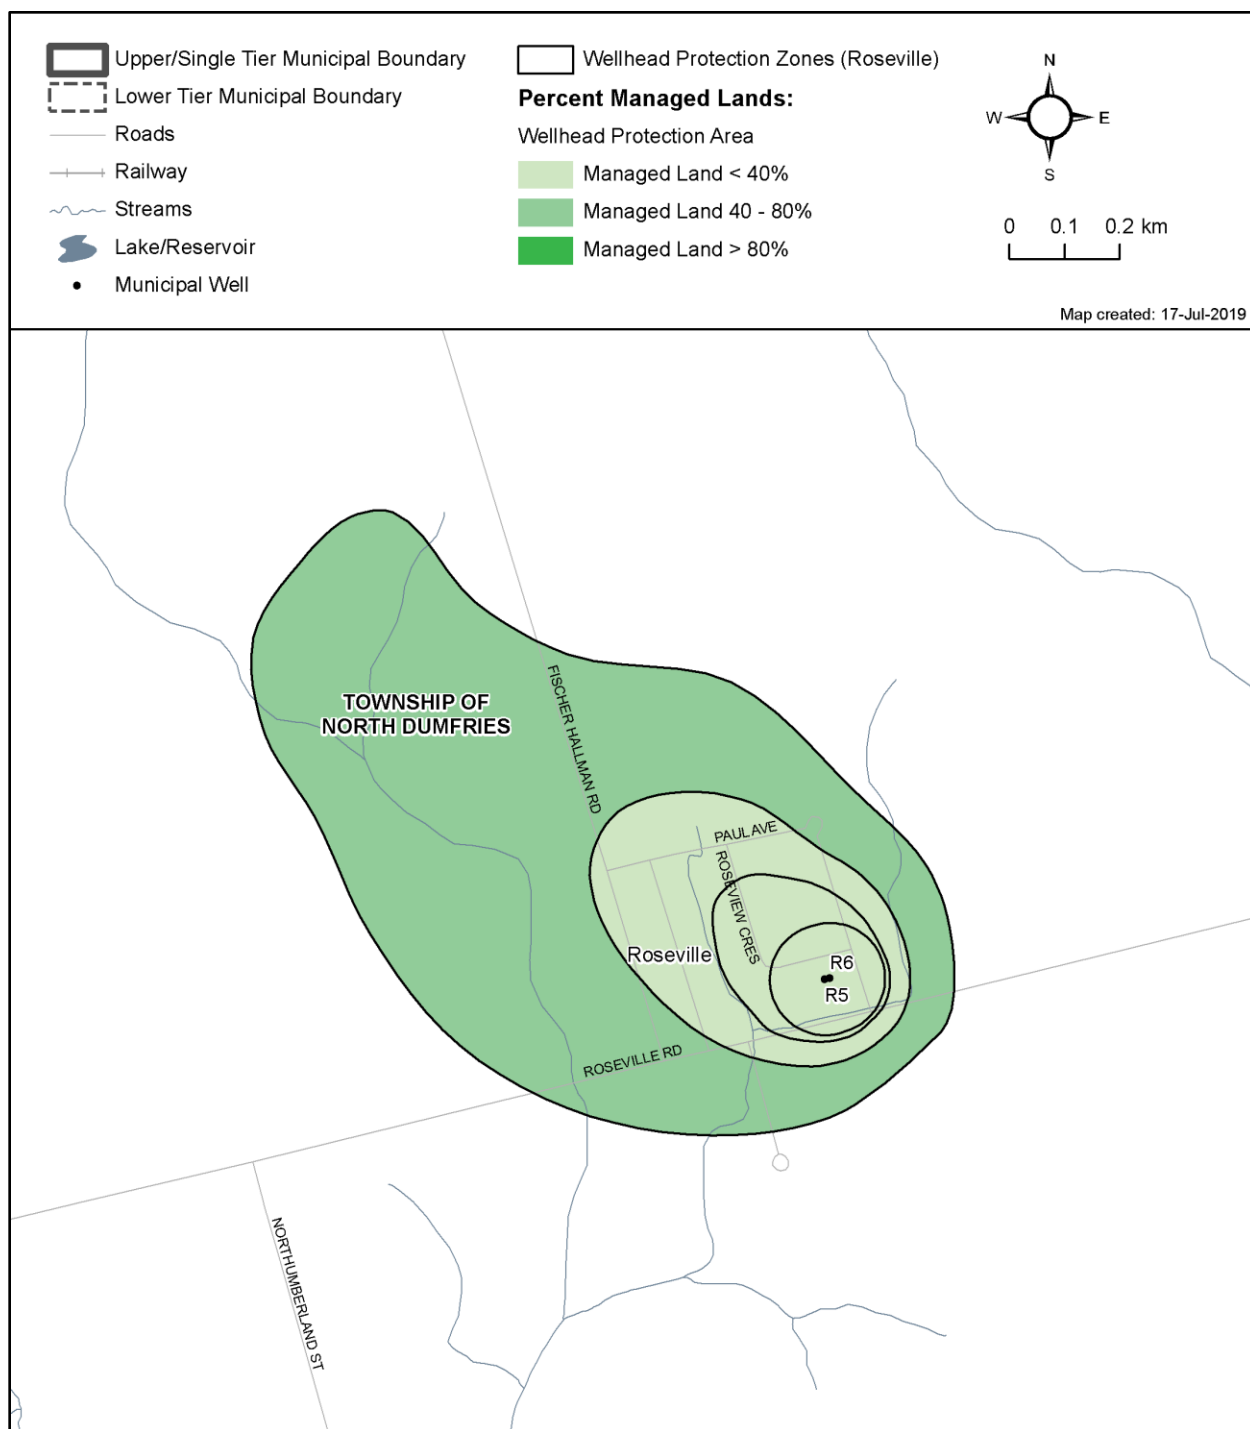 Upper/Single Tier Municipal Boundary
Lower Tier Municipal Boundary
Roads
Railway
Streams
Lake/Reservoir
Municipal Well
Wellhead Protection Zones (Roseville)
Percent Managed Lands:
Wellhead Protection Area
Managed Land < 40%
Managed Land 40 - 80%
Managed Land > 80%
N
W E
S
0 0.1 0.2 km
Map created: 17-Jul-2019
TOWNSHIP OF
NORTH DUMFRIES
FISCHER HALLMAN RD
PAUL AVE
ROSEVIEW CRES
Roseville
R6
R5
ROSEVILLE RD
NORTHUMBERLAND ST